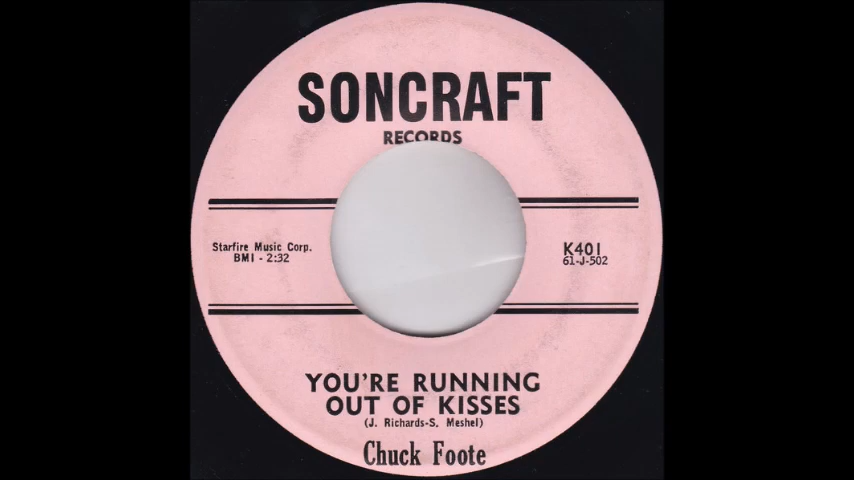 SONCRAFT
RECORDS
Starfire Music Corp.
BMI - 2:32
K401
61-J-502
YOU'RE RUNNING
OUT OF KISSES
(J. Richards-S. Meshel)
Chuck Foote